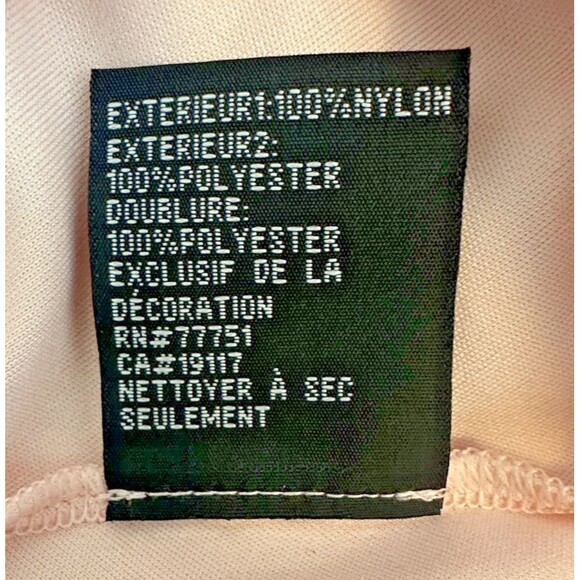 EXTERIEUR1:100%NYLON
EXTERIEUR2:
100%POLYESTER
DOUBLURE:
100%POLYESTER
EXCLUSIF DE LA
DÉCORATION
RN#77751
CA#19117
NETTOYER À SEC
SEULEMENT